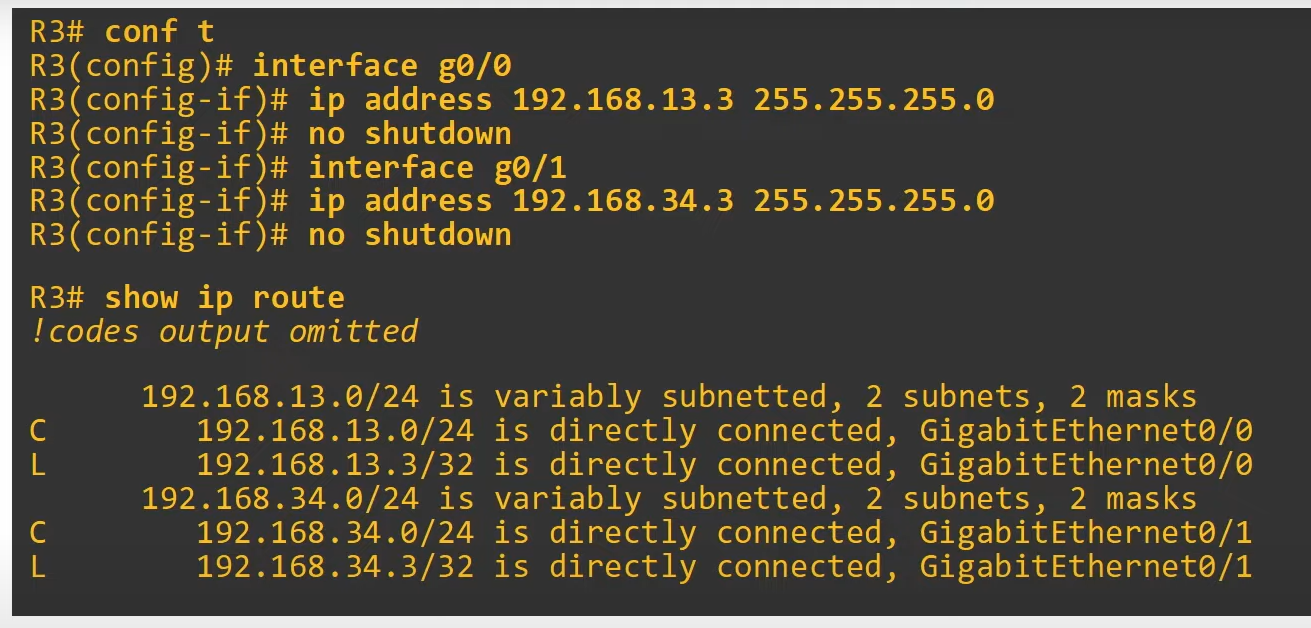 R3# conf t
R3(config)# interface g0/0
R3(config-if)# ip address 192.168.13.3 255.255.255.0
R3(config-if)# no shutdown
R3(config-if)# interface g0/1
R3(config-if)# ip address 192.168.34.3 255.255.255.0
R3(config-if)# no shutdown
R3# show ip route
!codes output omitted
192.168.13.0/24 is variably subnetted, 2 subnets, 2 masks
C 192.168.13.0/24 is directly connected, GigabitEthernet0/0
L 192.168.13.3/32 is directly connected, GigabitEthernet0/0
192.168.34.0/24 is variably subnetted, 2 subnets, 2 masks
C 192.168.34.0/24 is directly connected, GigabitEthernet0/1
L 192.168.34.3/32 is directly connected, GigabitEthernet0/1